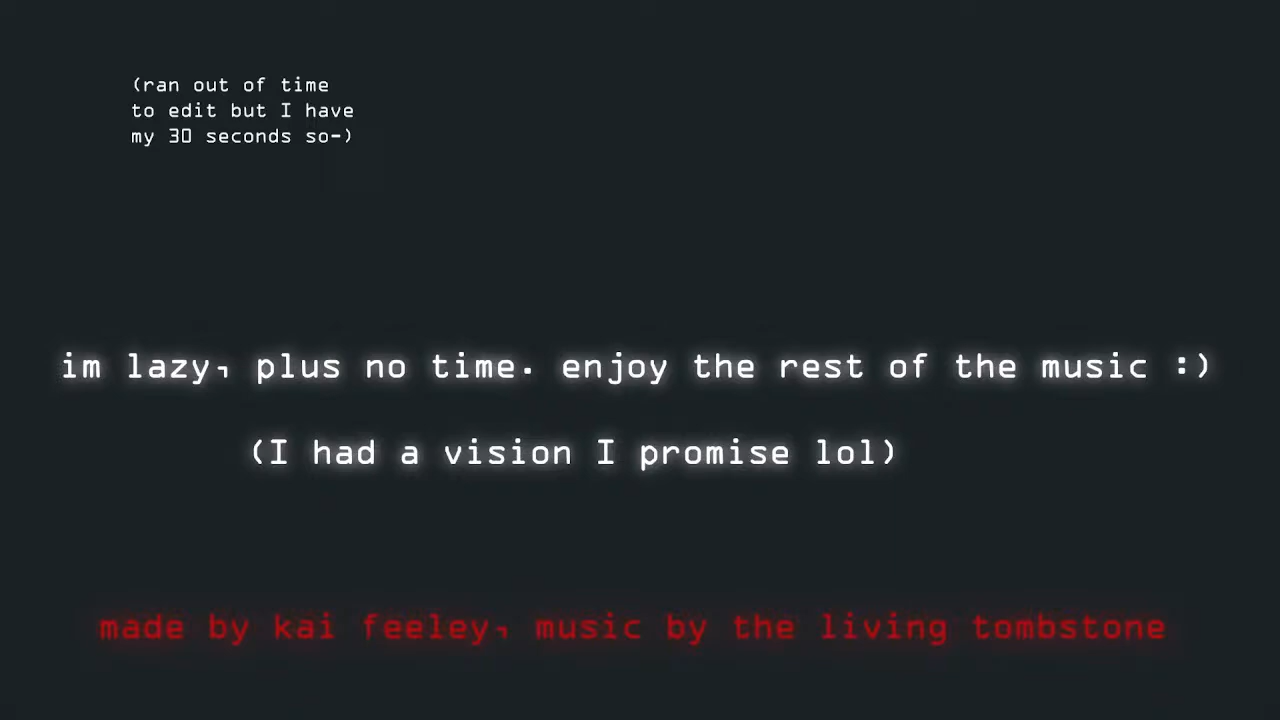 (ran out of time
to edit but I have
my 30 seconds so-)
im lazy, plus no time. enjoy the rest of the music :)
(I had a vision I promise lol)
made by kai feeley, music by the living tombstone